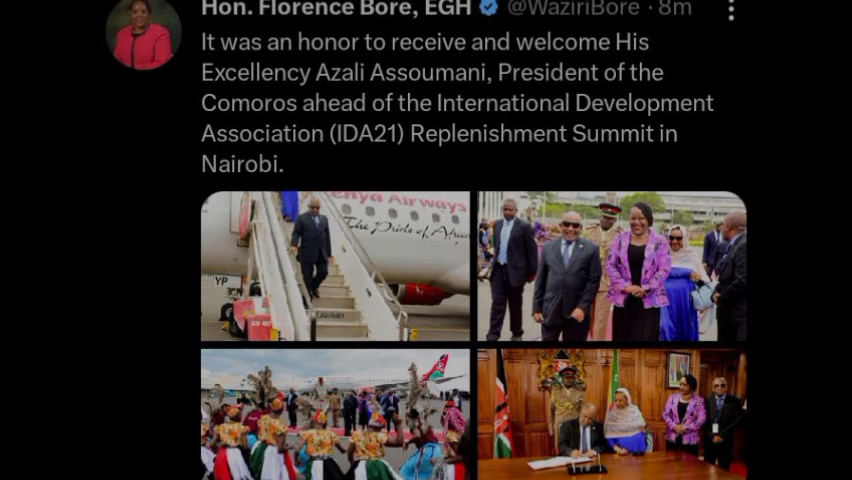 Hon. Florence Bore, EGH @WaziriBore · 8m
It was an honor to receive and welcome His
Excellency Azali Assoumani, President of the
Comoros ahead of the International Development
Association (IDA21) Replenishment Summit in
Nairobi.
enya Airways
The Pride of Africa
YP